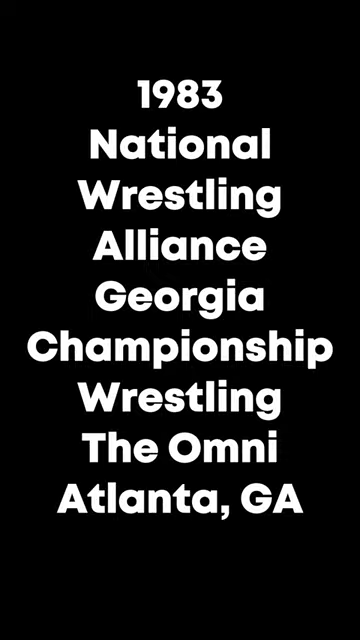 1983
National
Wrestling
Alliance
Georgia
Championship
Wrestling
The Omni
Atlanta, GA